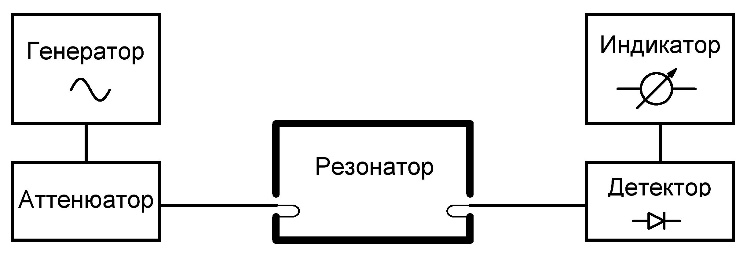 Генератор
Индикатор
Резонатор
Аттенюатор
Детектор